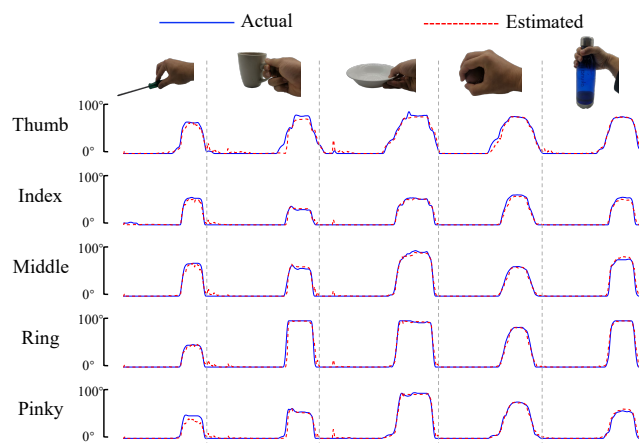 Actual Estimated
Thumb 100° 0°
Index 100° 0°
Middle 100° 0°
Ring 100° 0°
Pinky 100° 0°